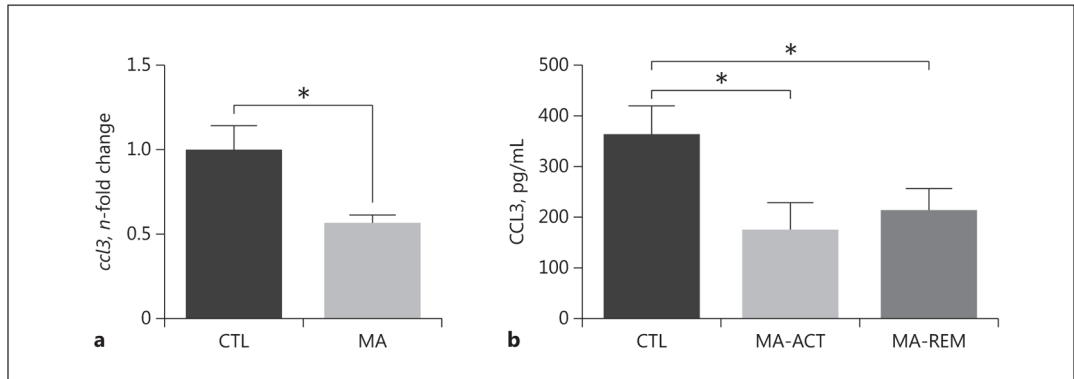 1.5
1.0
0.5
0
ccl3, n-fold change
*
CTL
MA
a
500
400
300
200
100
0
CCL3, pg/mL
*
*
CTL
MA-ACT
MA-REM
b